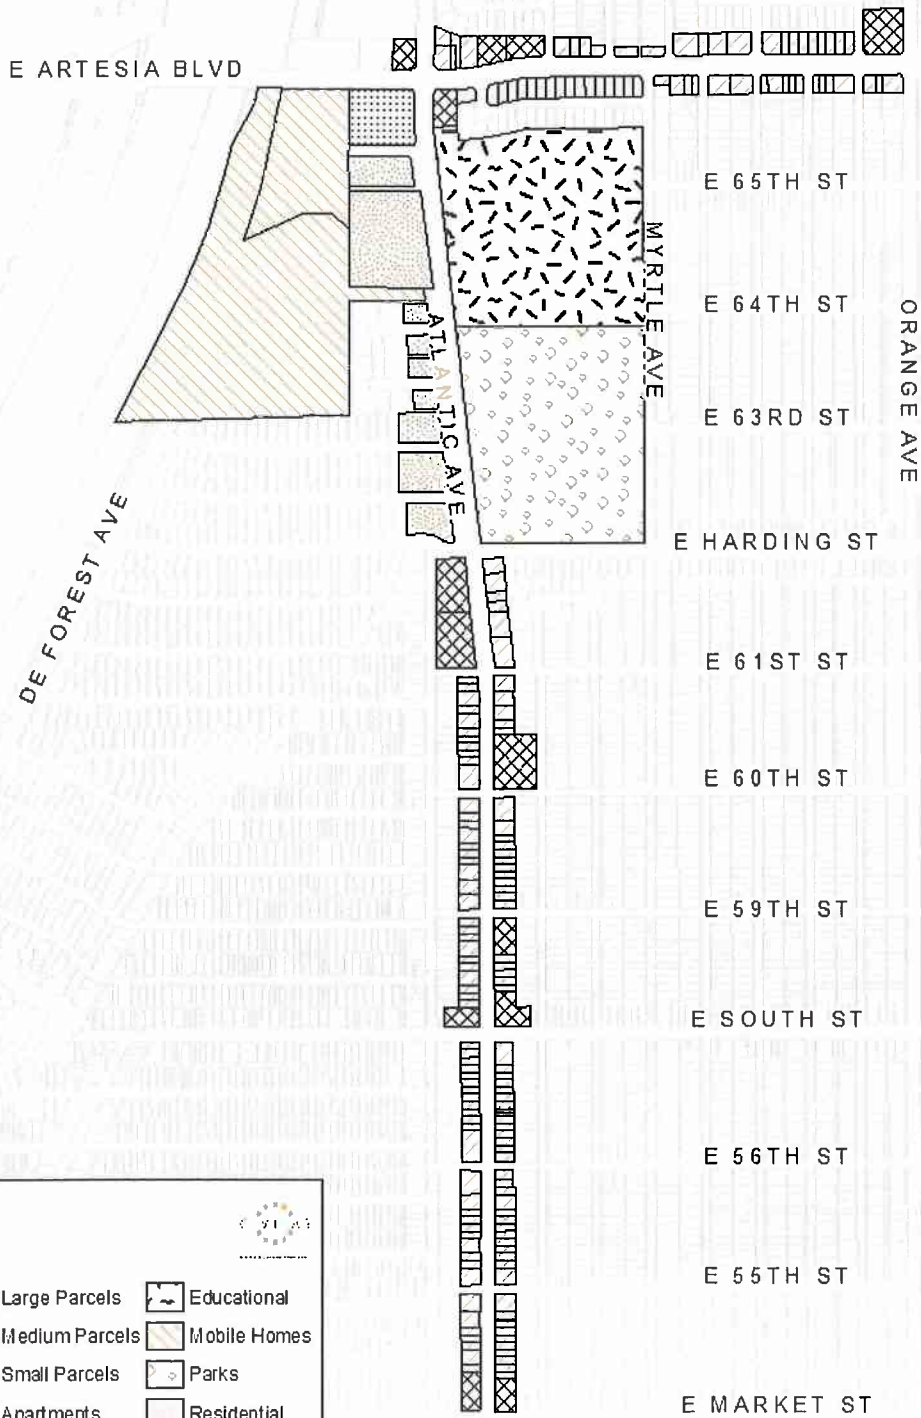 E ARTESIA BLVD
E 65TH ST
MYRTLE AVE
E 64TH ST
ORANGE AVE
ATLANTIC AVE
E 63RD ST
E HARDING ST
DE FOREST AVE
E 61ST ST
E 60TH ST
E 59TH ST
E SOUTH ST
E 56TH ST
E 55TH ST
Large Parcels Educational
Medium Parcels Mobile Homes
Small Parcels Parks
Apartments Residential
E MARKET ST